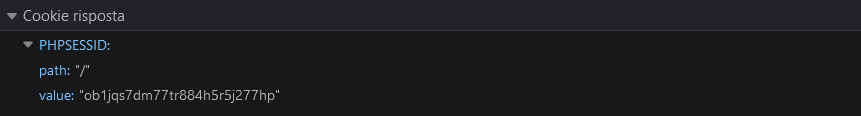 Cookie risposta
PHPSESSID:
path: "/"
value: "ob1jqs7dm77tr884h5r5j277hp"